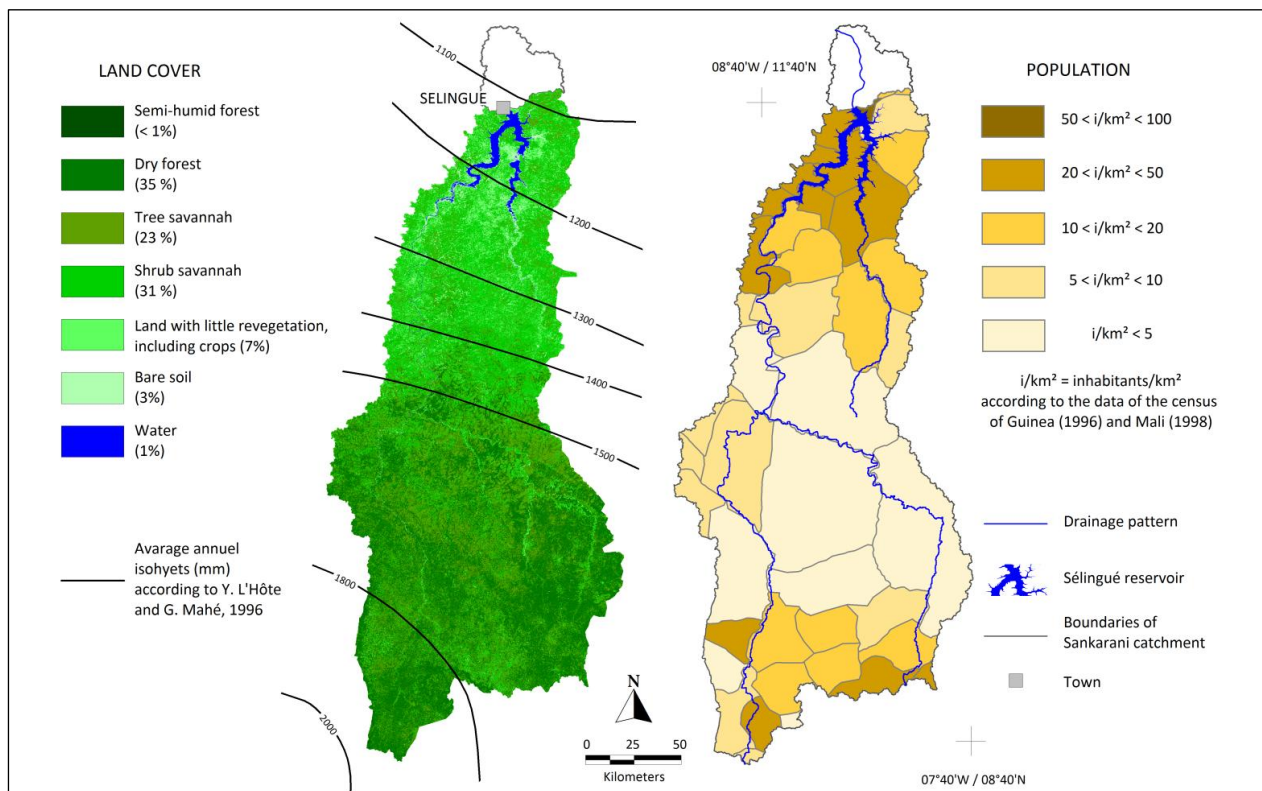 LAND COVER
Semi-humid forest
(< 1%)
Dry forest
(35 %)
Tree savannah
(23 %)
Shrub savannah
(31 %)
Land with little revegetation,
including crops (7%)
Bare soil
(3%)
Water
(1%)
Avarage annuel
isohyets (mm)
according to Y. L'Hôte
and G. Mahé, 1996
1100
SELINGUE
1200
1300
1400
1500
1800
2000
N
0 25 50
Kilometers
08°40'W / 11°40'N
07°40'W / 08°40'N
POPULATION
50 < i/km² < 100
20 < i/km² < 50
10 < i/km² < 20
5 < i/km² < 10
i/km² < 5
i/km² = inhabitants/km²
according to the data of the census
of Guinea (1996) and Mali (1998)
Drainage pattern
Sélingué reservoir
Boundaries of
Sankarani catchment
Town